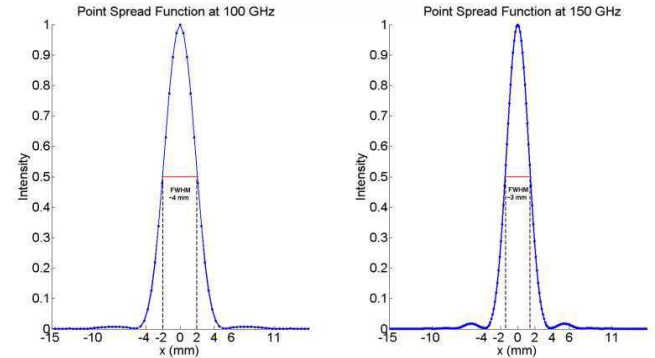 Point Spread Function at 100 GHz
1
0.9
0.8
0.7
0.6
0.5
0.4
0.3
0.2
0.1
0
Intensity
FWHM
~4 mm
-15 -10 -4 -2 0 2 4 6 11
x (mm)
Point Spread Function at 150 GHz
1
0.9
0.8
0.7
0.6
0.5
0.4
0.3
0.2
0.1
0
Intensity
FWHM
~3 mm
-15 -10 -6 -4 -2 0 2 4 6 11
x (mm)